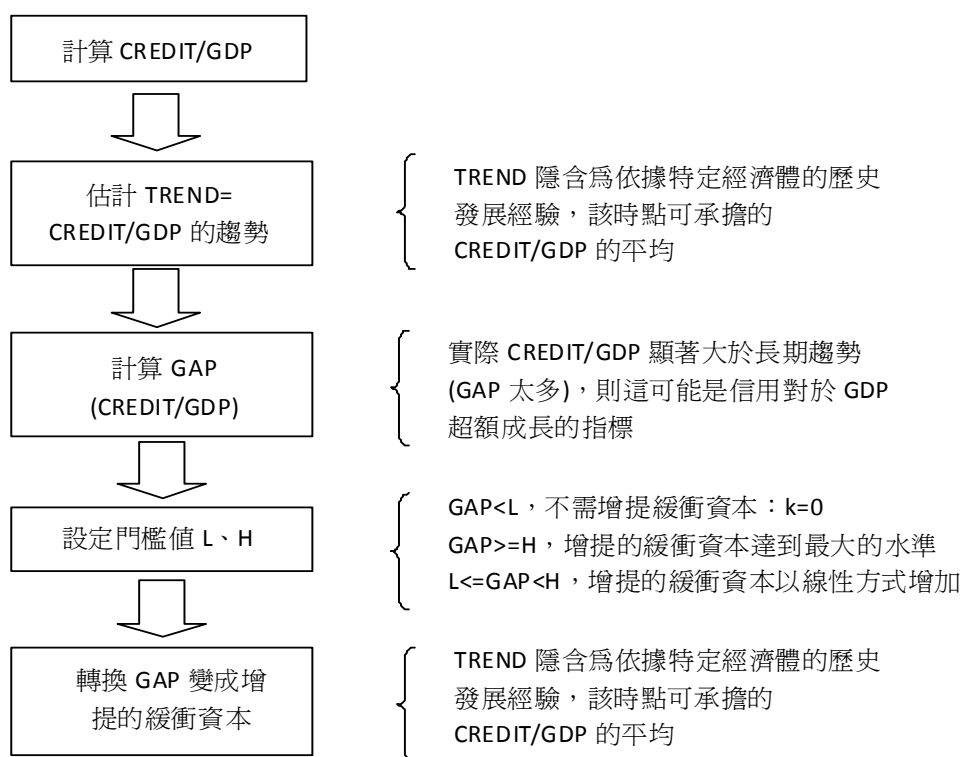 計算 CREDIT/GDP
估計 TREND=
CREDIT/GDP 的趨勢
TREND 隱含為依據特定經濟體的歷史
發展經驗，該時點可承擔的
CREDIT/GDP 的平均
計算 GAP
(CREDIT/GDP)
實際 CREDIT/GDP 顯著大於長期趨勢
(GAP 太多)，則這可能是信用對於 GDP
超額成長的指標
設定門檻值 L、H
GAP<L，不需增提緩衝資本：k=0
GAP>=H，增提的緩衝資本達到最大的水準
L<=GAP<H，增提的緩衝資本以線性方式增加
轉換 GAP 變成增
提的緩衝資本
TREND 隱含為依據特定經濟體的歷史
發展經驗，該時點可承擔的
CREDIT/GDP 的平均